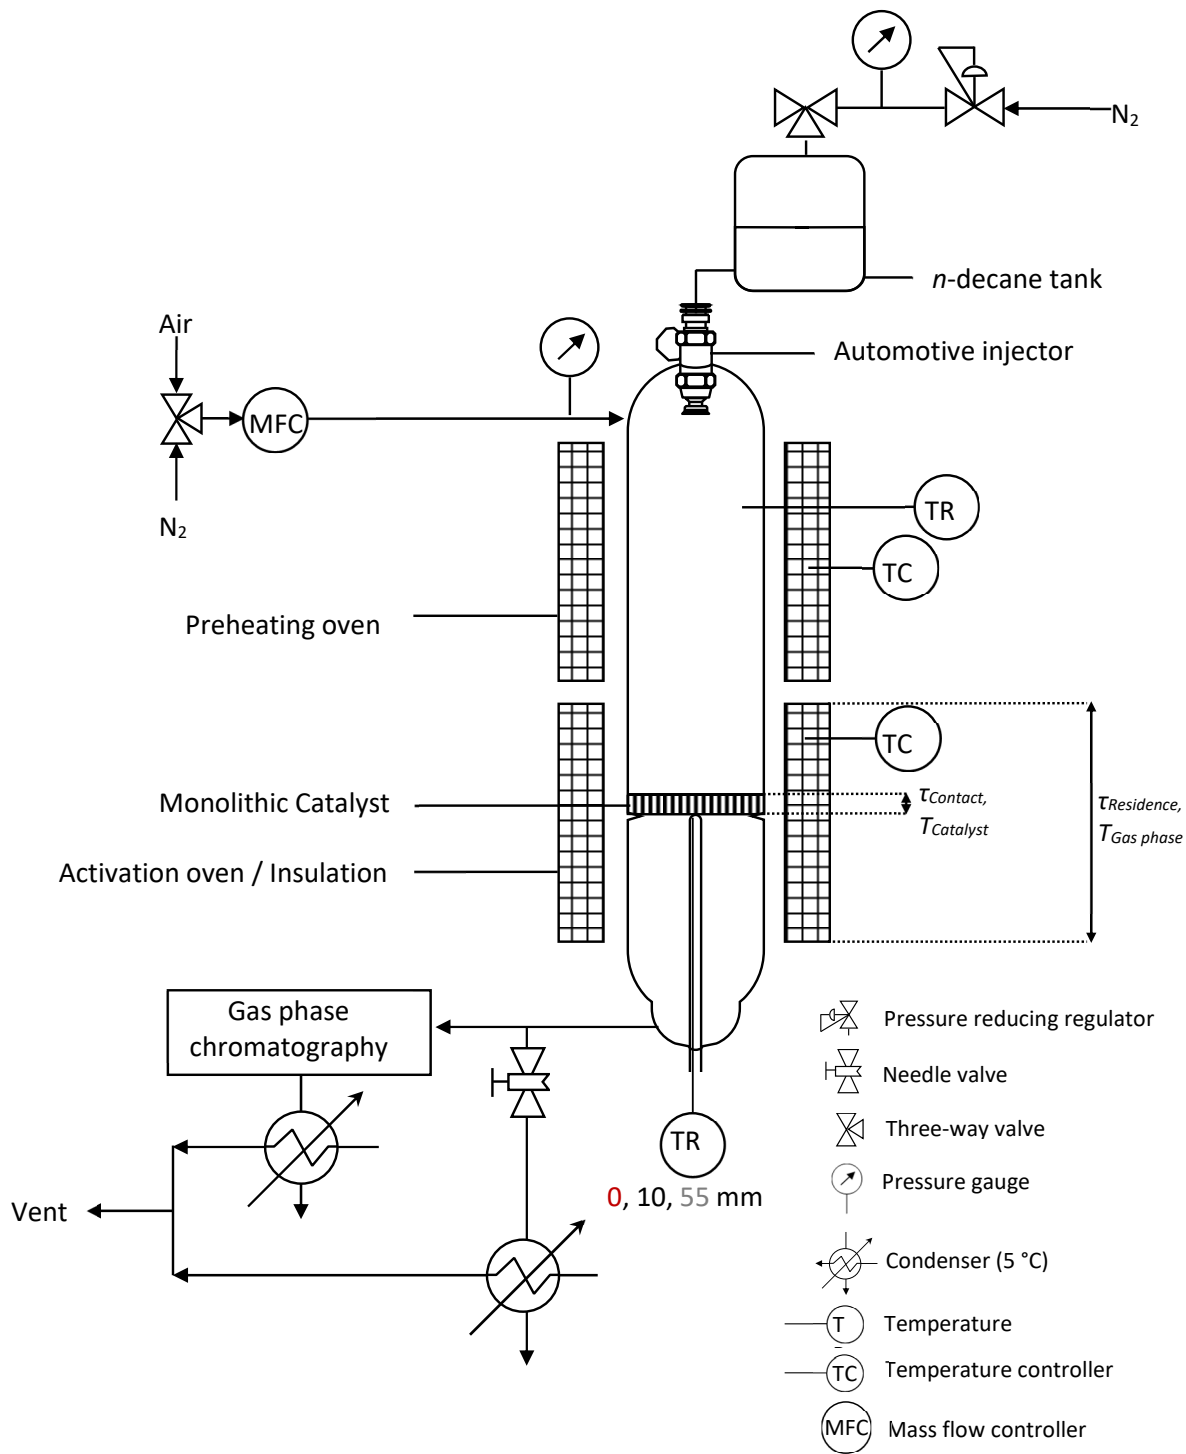 N₂
n-decane tank
Automotive injector
Air
MFC
N₂
TR
TC
Preheating oven
TC
Monolithic Catalyst
τContact,
TCatalyst
τResidence,
TGas phase
Activation oven / Insulation
Gas phase
chromatography
TR
0, 10, 55 mm
Vent
Pressure reducing regulator
Needle valve
Three-way valve
Pressure gauge
Condenser (5 °C)
T Temperature
TC Temperature controller
MFC Mass flow controller